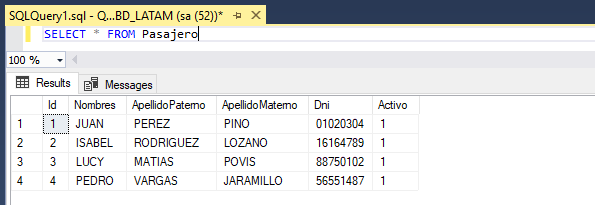 SQLQuery1.sql - Q...BD_LATAM (sa (52))*
SELECT * FROM Pasajero
100 %
Results Messages
Id Nombres ApellidoPaterno ApellidoMaterno Dni Activo
1 1 JUAN PEREZ PINO 01020304 1
2 2 ISABEL RODRIGUEZ LOZANO 16164789 1
3 3 LUCY MATIAS POVIS 88750102 1
4 4 PEDRO VARGAS JARAMILLO 56551487 1